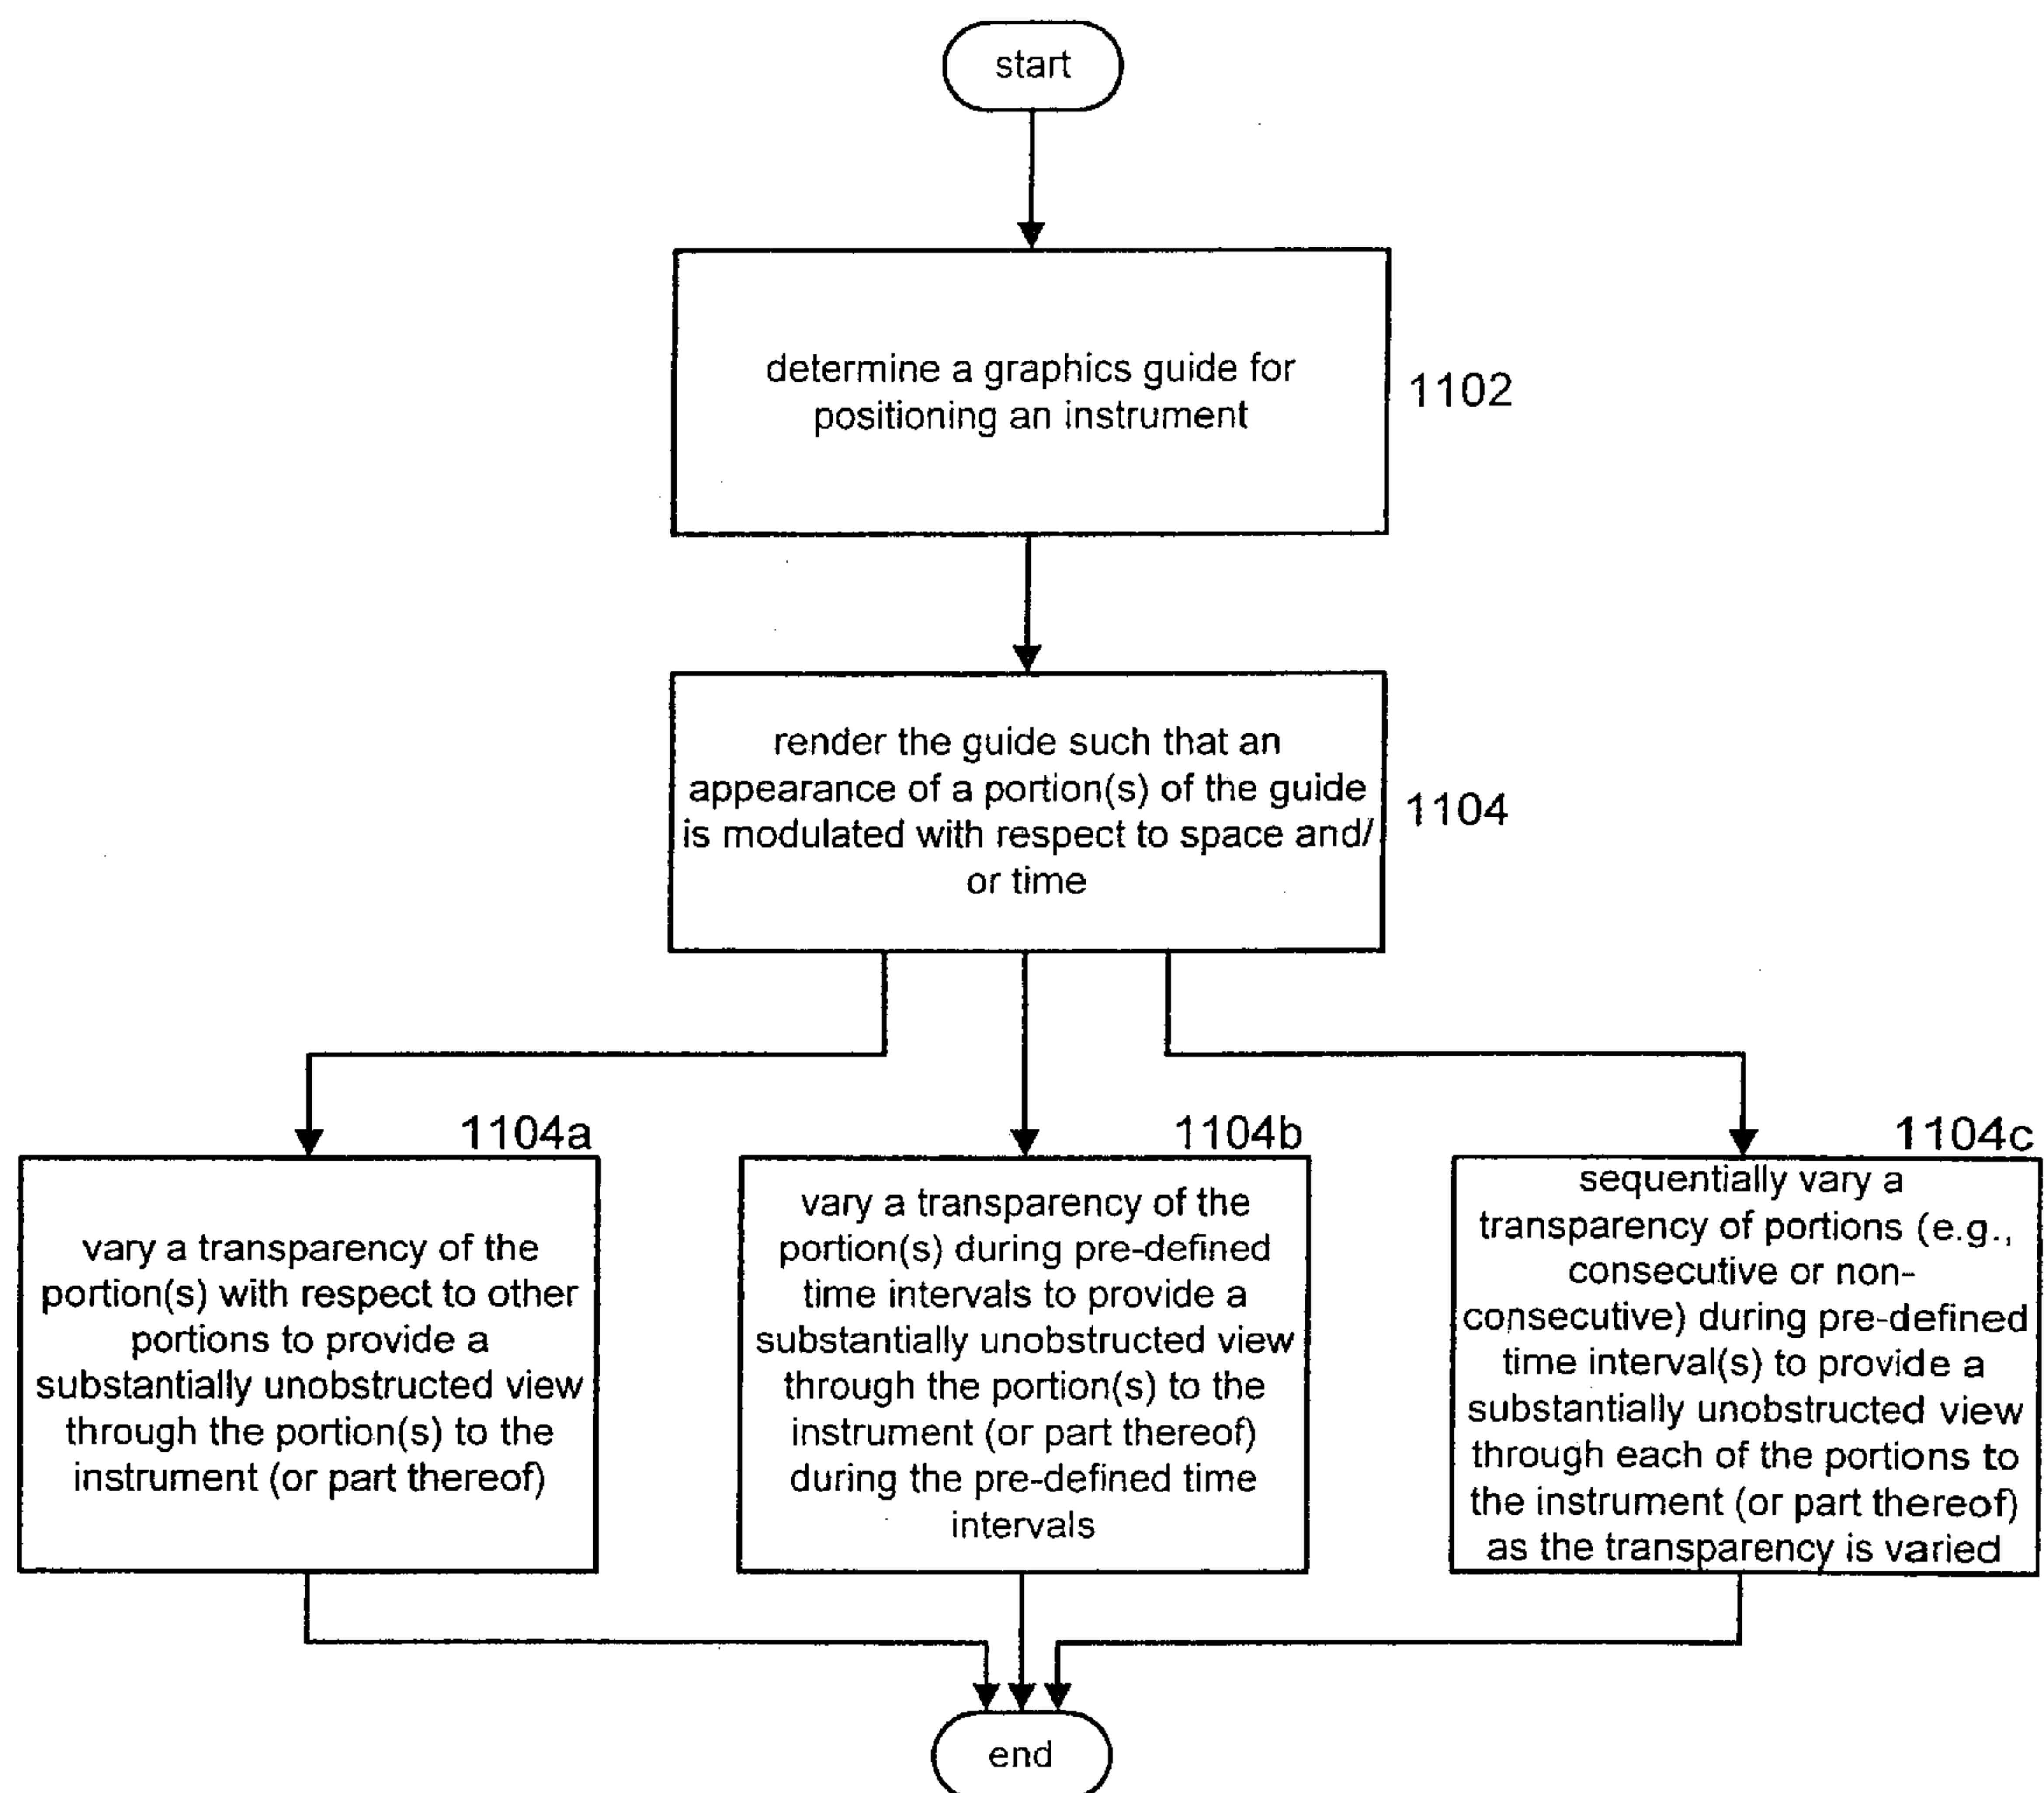 start
determine a graphics guide for
positioning an instrument
1102
render the guide such that an
appearance of a portion(s) of the guide
is modulated with respect to space and/
or time
1104
1104a
vary a transparency of the
portion(s) with respect to other
portions to provide a
substantially unobstructed view
through the portion(s) to the
instrument (or part thereof)
1104b
vary a transparency of the
portion(s) during pre-defined
time intervals to provide a
substantially unobstructed view
through the portion(s) to the
instrument (or part thereof)
during the pre-defined time
intervals
1104c
sequentially vary a
transparency of portions (e.g.,
consecutive or non-
consecutive) during pre-defined
time interval(s) to provide a
substantially unobstructed view
through each of the portions to
the instrument (or part thereof)
as the transparency is varied
end